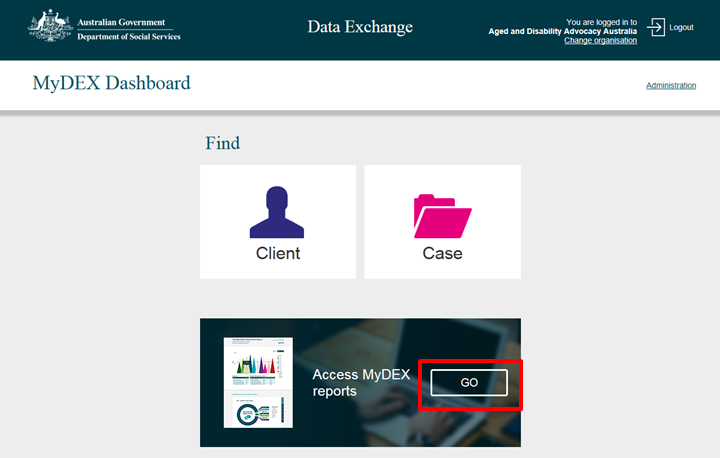 Australian Government
Department of Social Services
Data Exchange
You are logged in to
Aged and Disability Advocacy Australia
Change organisation
Logout
MyDEX Dashboard
Administration
Find
Client
Case
Access MyDEX
reports
GO